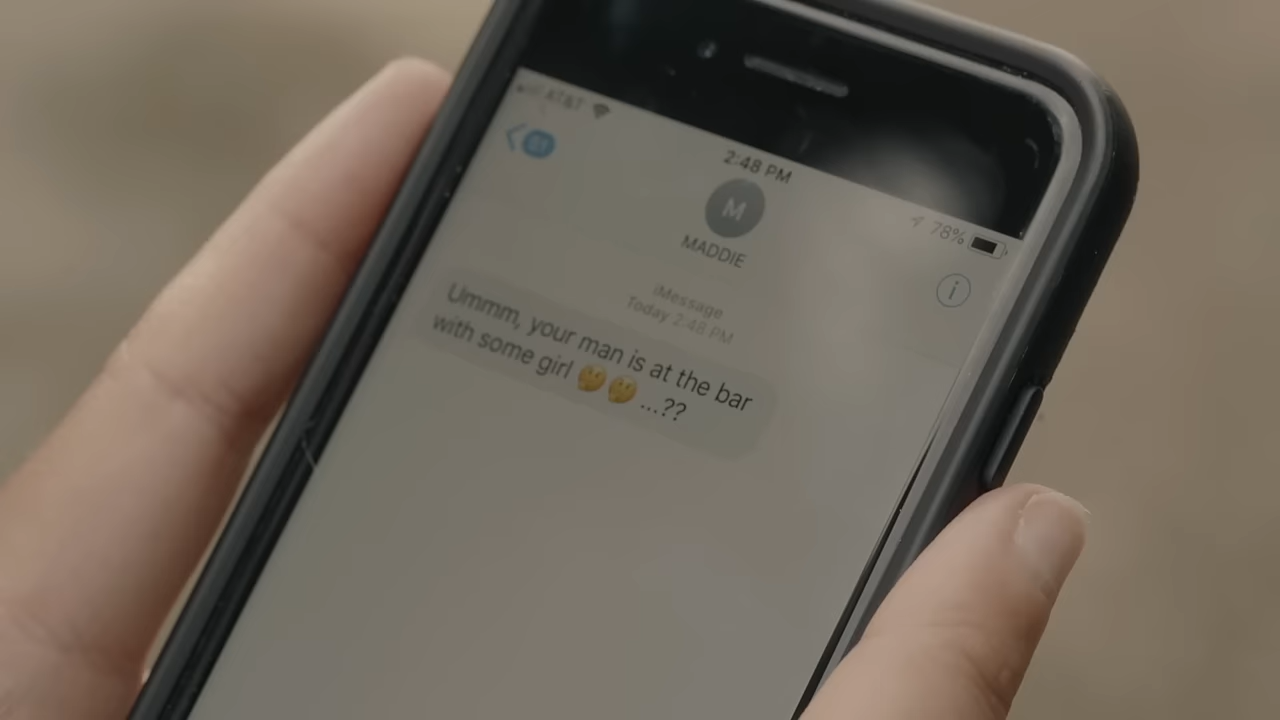 AT&T
2:48 PM
78%
M
MADDIE
iMessage
Today 2:48 PM
Ummm, your man is at the bar
with some girl 🤔🤔 ...??